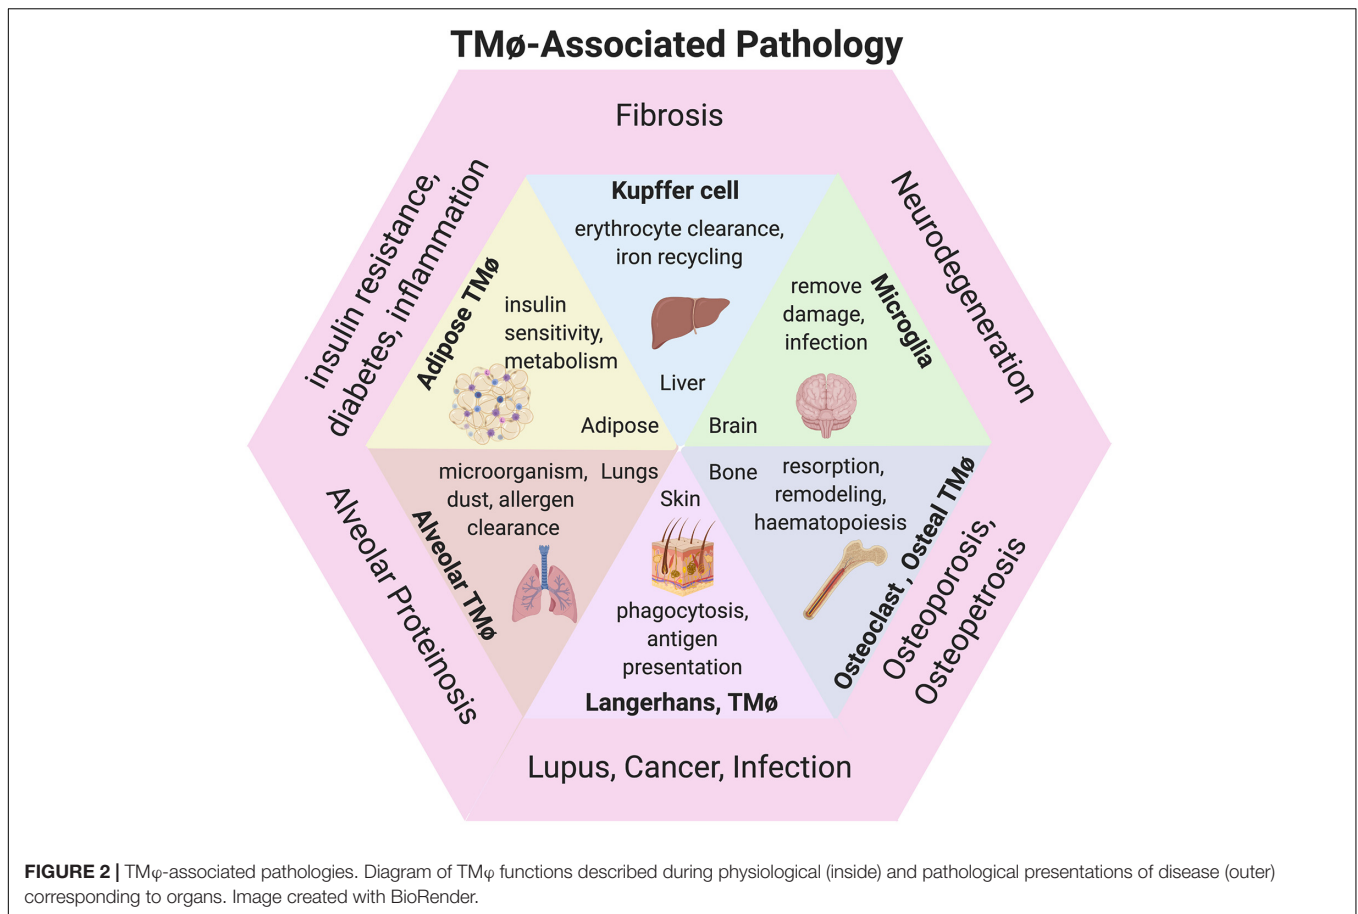 TMø-Associated Pathology
Fibrosis
Kupffer cell
erythrocyte clearance,
iron recycling
Liver
Neurodegeneration
Microglia
remove
damage,
infection
Brain
insulin resistance,
diabetes, inflammation
Adipose TMø
insulin
sensitivity,
metabolism
Adipose
Alveolar Proteinosis
Alveolar TMø
microorganism,
dust, allergen
clearance
Lungs
Bone
resorption,
remodeling,
haematopoiesis
Osteoclast , Osteal TMø
Osteoporosis,
Osteopetrosis
Skin
phagocytosis,
antigen
presentation
Langerhans, TMø
Lupus, Cancer, Infection
FIGURE 2 | TMφ-associated pathologies. Diagram of TMφ functions described during physiological (inside) and pathological presentations of disease (outer)
corresponding to organs. Image created with BioRender.